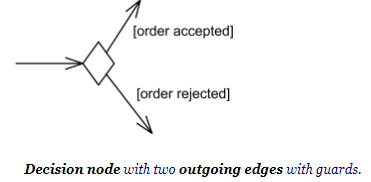 [order accepted]
[order rejected]
Decision node with two outgoing edges with guards.